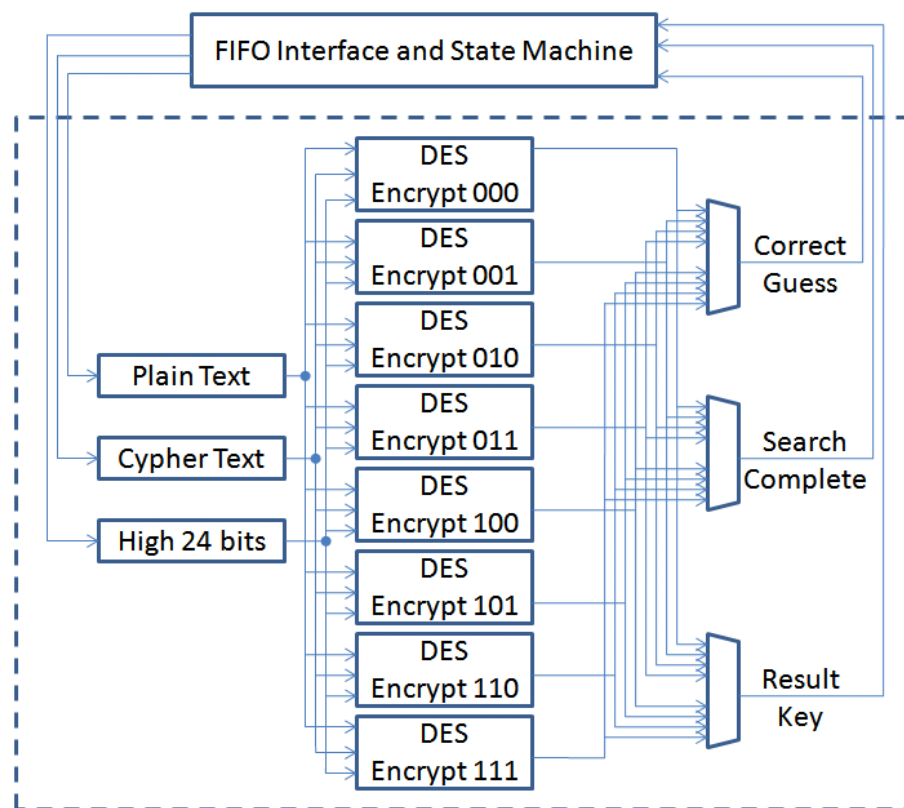 FIFO Interface and State Machine
DES
Encrypt 000
DES
Encrypt 001
DES
Encrypt 010
DES
Encrypt 011
DES
Encrypt 100
DES
Encrypt 101
DES
Encrypt 110
DES
Encrypt 111
Plain Text
Cypher Text
High 24 bits
Correct
Guess
Search
Complete
Result
Key